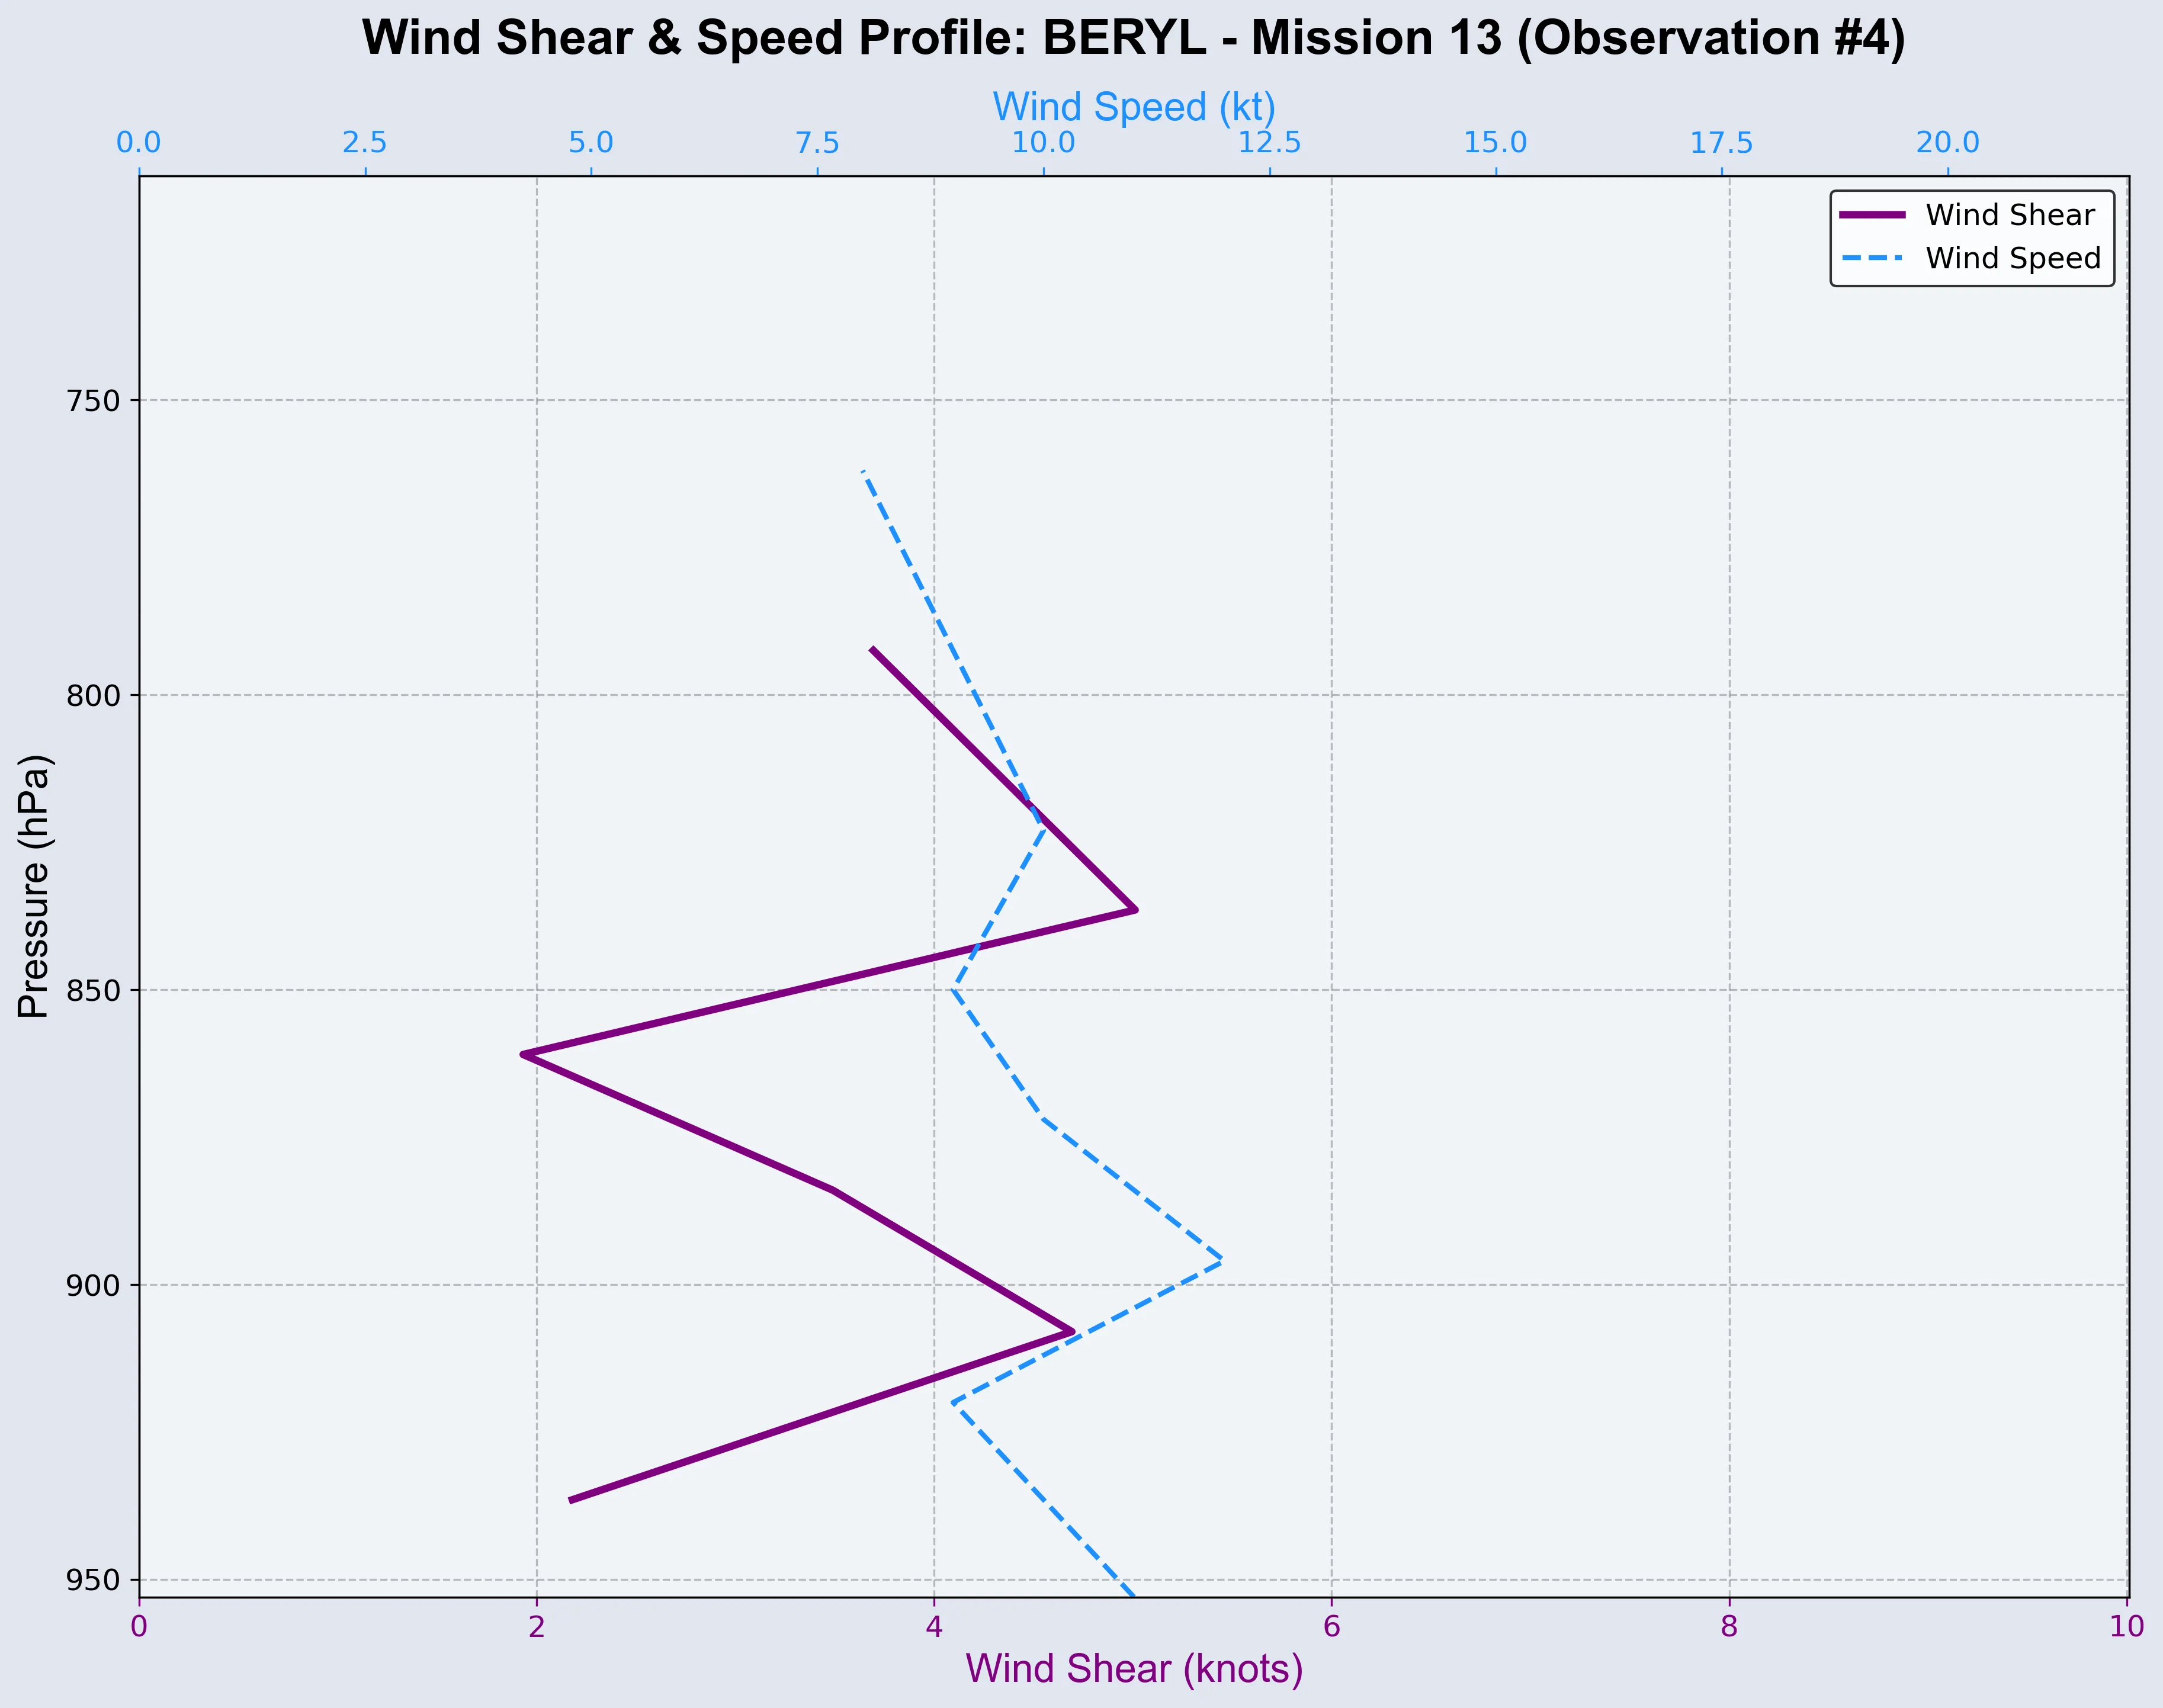 Wind Shear & Speed Profile: BERYL - Mission 13 (Observation #4)
Wind Speed (kt)
0.0 2.5 5.0 7.5 10.0 12.5 15.0 17.5 20.0
Wind Shear
Wind Speed
750
800
850
900
950
Pressure (hPa)
0 2 4 6 8 10
Wind Shear (knots)